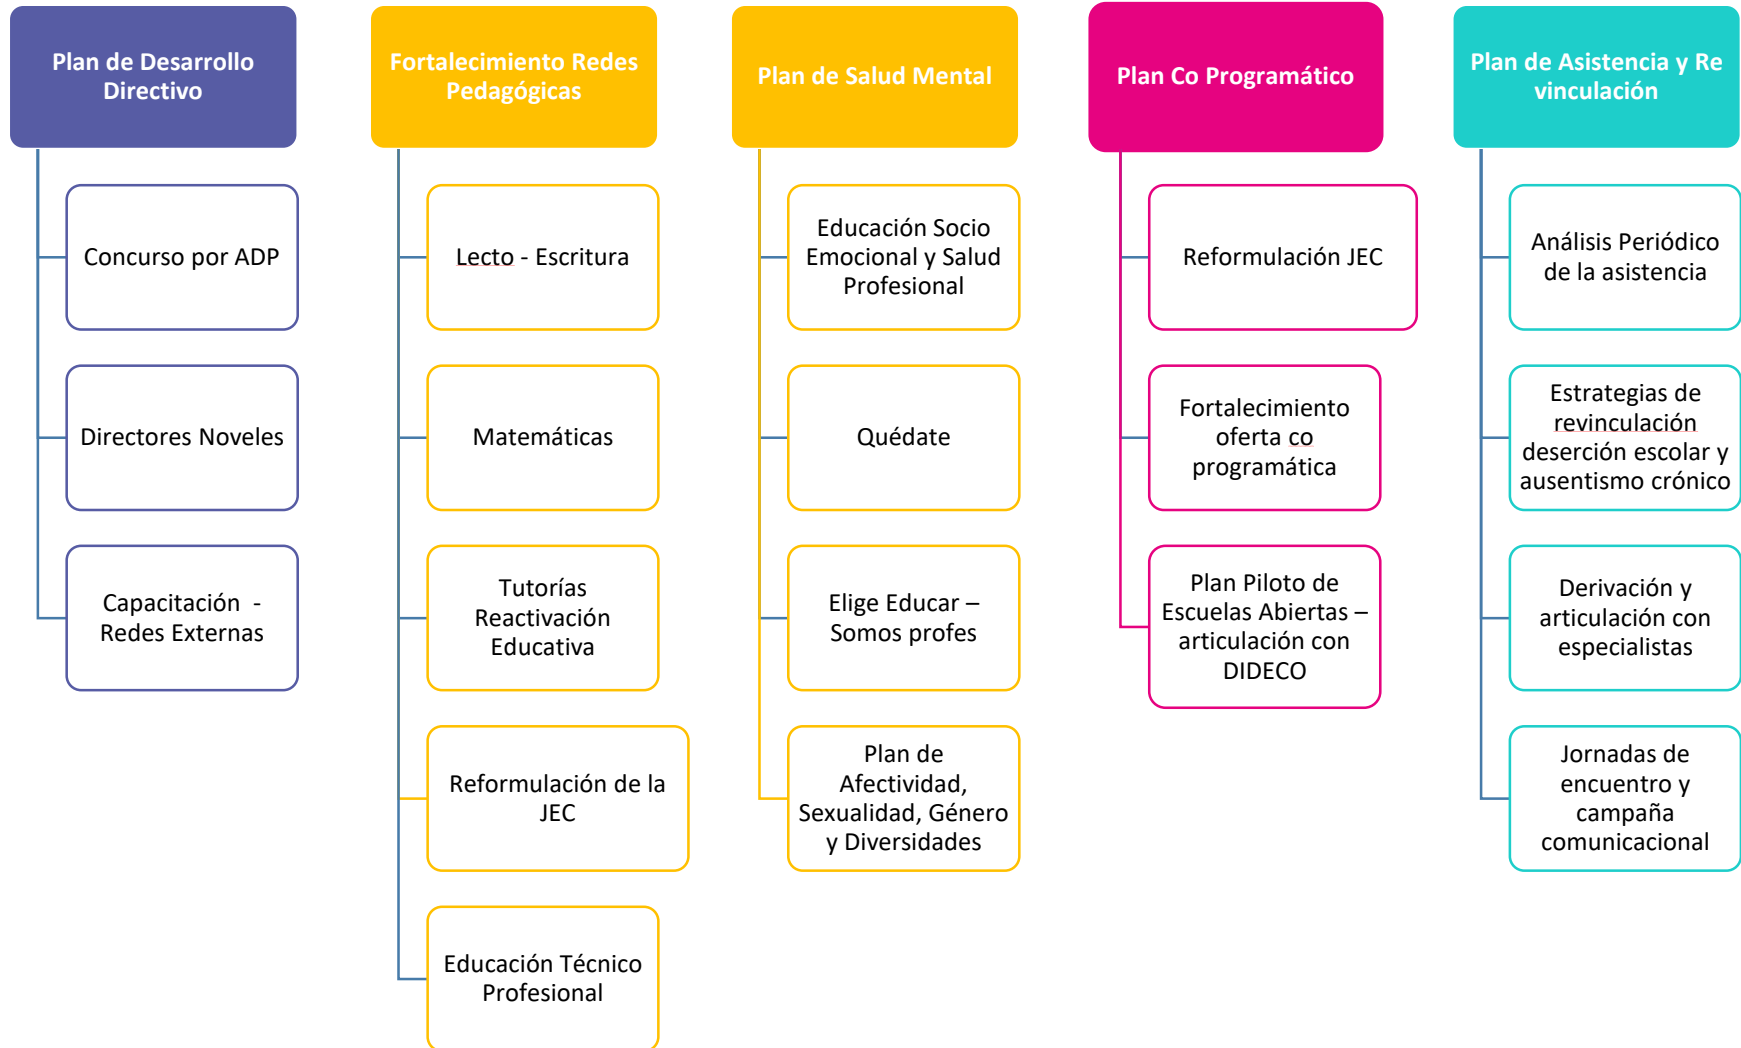 Plan de Desarrollo
Directivo
Concurso por ADP
Directores Noveles
Capacitación -
Redes Externas
Fortalecimiento Redes
Pedagógicas
Lecto - Escritura
Matemáticas
Tutorías
Reactivación
Educativa
Reformulación de la
JEC
Educación Técnico
Profesional
Plan de Salud Mental
Educación Socio
Emocional y Salud
Profesional
Quédate
Elige Educar –
Somos profes
Plan de
Afectividad,
Sexualidad, Género
y Diversidades
Plan Co Programático
Reformulación JEC
Fortalecimiento
oferta co
programática
Plan Piloto de
Escuelas Abiertas –
articulación con
DIDECO
Plan de Asistencia y Re
vinculación
Análisis Periódico
de la asistencia
Estrategias de
revinculación
deserción escolar y
ausentismo crónico
Derivación y
articulación con
especialistas
Jornadas de
encuentro y
campaña
comunicacional